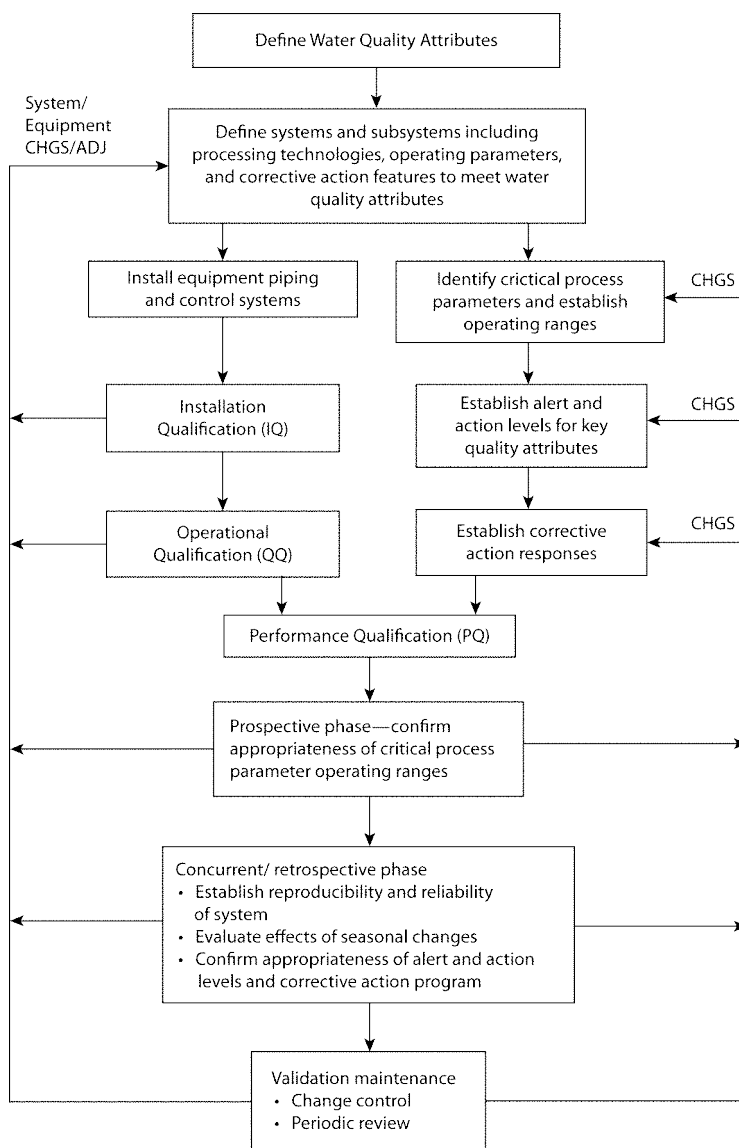 Define Water Quality Attributes
System/
Equipment
CHGS/ADJ
Define systems and subsystems including
processing technologies, operating parameters,
and corrective action features to meet water
quality attributes
Install equipment piping
and control systems
Identify crictical process
parameters and establish
operating ranges
CHGS
Installation
Qualification (IQ)
Establish alert and
action levels for key
quality attributes
CHGS
Operational
Qualification (QQ)
Establish corrective
action responses
CHGS
Performance Qualification (PQ)
Prospective phase—confirm
appropriateness of critical process
parameter operating ranges
Concurrent/ retrospective phase
• Establish reproducibility and reliability
of system
• Evaluate effects of seasonal changes
• Confirm appropriateness of alert and action
levels and corrective action program
Validation maintenance
• Change control
• Periodic review